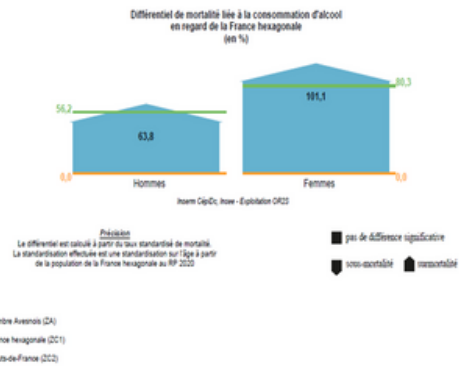 Différentiel de mortalité liée à la consommation d'alcool
en regard de la France hexagonale
(en %)
56,2
63,8
0,0
101,1
80,3
0,0
Hommes
Femmes
Inserm CépiDc, Insee - Exploitation OR2S
Précision
Le différentiel est calculé à partir du taux standardisé de mortalité.
La standardisation effectuée est une standardisation sur l'âge à partir
de la population de la France hexagonale au RP 2020
pas de différence significative
sous-mortalité surmortalité
Avesnois (ZA)
hexagonale (ZC1)
-de-France (ZC2)